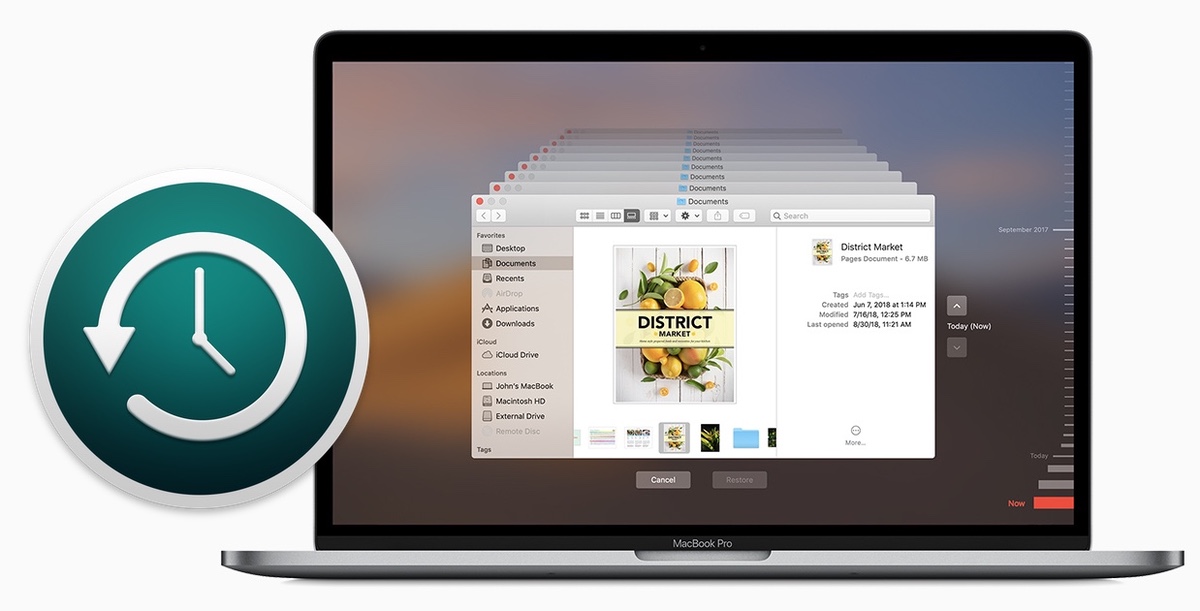 Documents
Documents
Documents
Documents
Documents
Documents
Documents
Search
Favorites
Desktop
Documents
Recents
AirDrop
Applications
Downloads
iCloud
iCloud Drive
Locations
John's MacBook
Macintosh HD
External Drive
Remote Disc
Tags
DISTRICT
MARKET
District Market
Pages Document - 6.7 MB
Tags Add Tags...
Created Jun 7, 2018 at 1:14 PM
Modified 7/16/18, 12:25 PM
Last opened 8/30/18, 11:21 AM
More...
September 2017
Today (Now)
Today
Now
Cancel
Restore
MacBook Pro